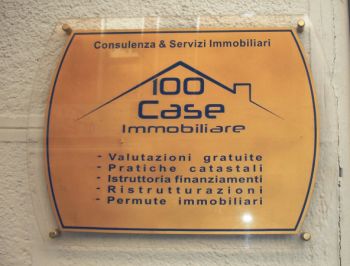 Consulenza & Servizi Immobiliari
100
Case
Immobiliare
- Valutazioni gratuite
- Pratiche catastali
- Istruttoria finanziamenti
- Ristrutturazioni
- Permute immobiliari